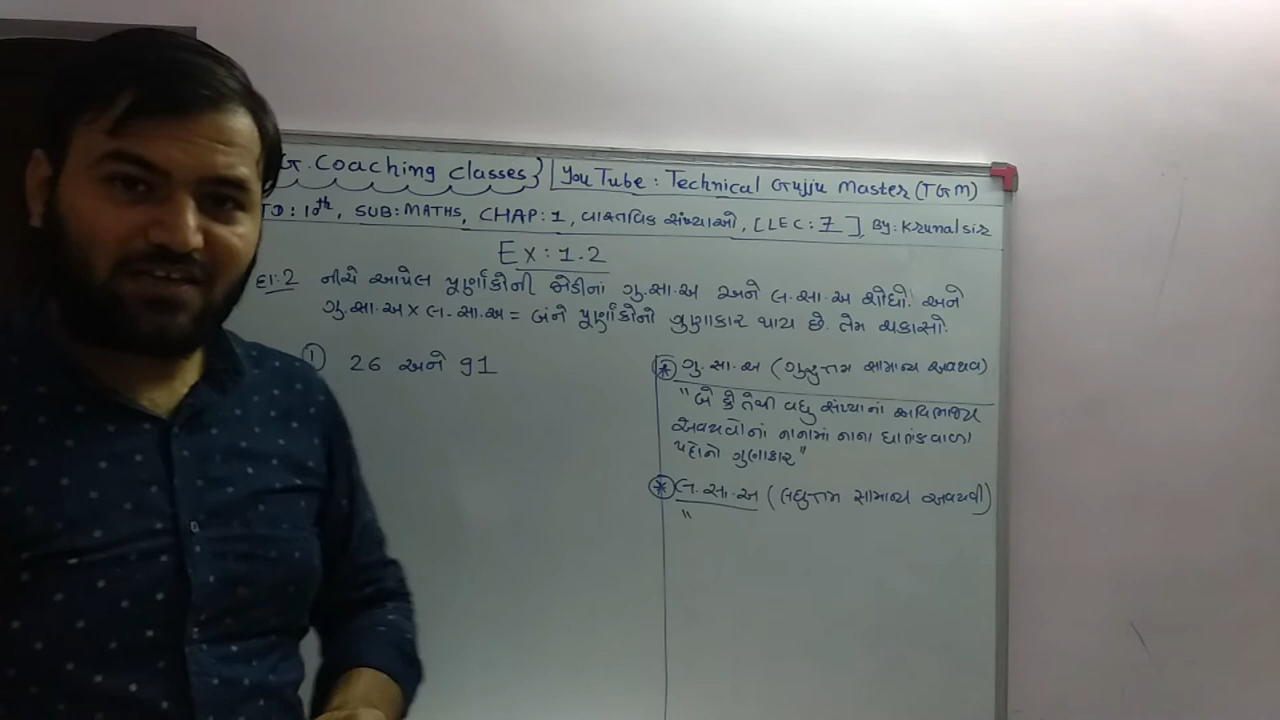 G. Coaching Classes} | YouTube : Technical Gujju Master (TGM)
TD : 10th, SUB: MATHS, CHAP: 1, વાસ્તવિક સંખ્યાઓ, [LEC: 7], By: Krunal sir
Ex: 1.2
દા.2 નીચે આપેલ પૂર્ણાંકોની જોડીનાં ગુ.સા.અ અને લ.સા.અ શોધો. અને
ગુ.સા.અ × લ.સા.અ = બંને પૂર્ણાંકોનો ગુણાકાર થાય છે. તેમ ચકાસો.
① 26 અને 91
* ગુ.સા.અ (ગુરુત્તમ સામાન્ય અવયવ)
"બે કે તેથી વધુ સંખ્યાનાં અવિભાજ્ય
અવયવોનાં નાનામાં નાના ઘાતાંકવાળા
પદોનો ગુણાકાર"
* લ.સા.અ (લઘુત્તમ સામાન્ય અવયવી)
"